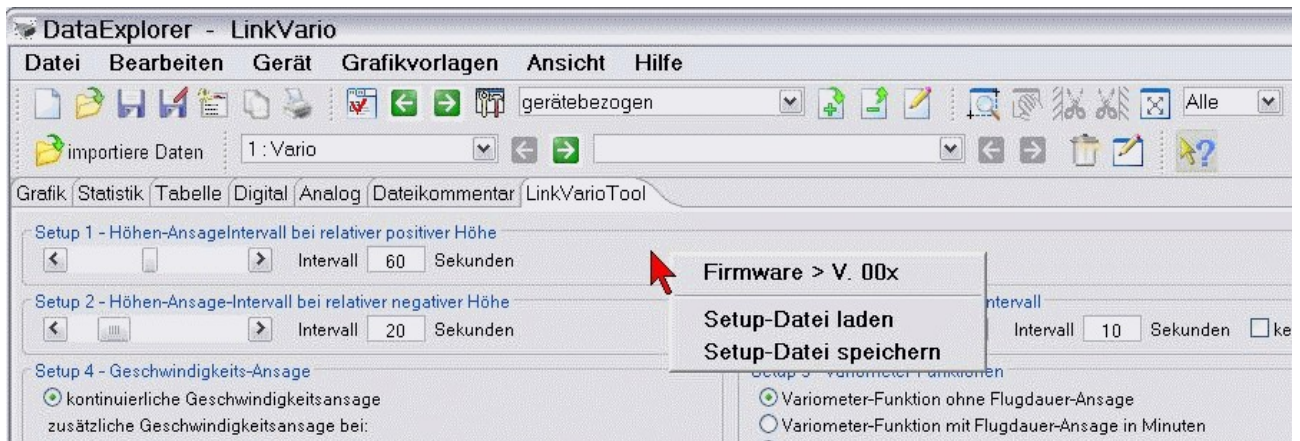 DataExplorer - LinkVario
Datei Bearbeiten Gerät Grafikvorlagen Ansicht Hilfe
gerätebezogen Alle
importiere Daten 1 : Vario
Grafik Statistik Tabelle Digital Analog Dateikommentar LinkVarioTool
Setup 1 - Höhen-AnsageIntervall bei relativer positiver Höhe
Intervall 60 Sekunden
Firmware > V. 00x
Setup-Datei laden
Setup-Datei speichern
Setup 2 - Höhen-Ansage-Intervall bei relativer negativer Höhe
Intervall 20 Sekunden
ntervall
Intervall 10 Sekunden ke
Setup 4 - Geschwindigkeits-Ansage
kontinuierliche Geschwindigkeitsansage
zusätzliche Geschwindigkeitsansage bei:
Variometer-Funktion ohne Flugdauer-Ansage
Variometer-Funktion mit Flugdauer-Ansage in Minuten